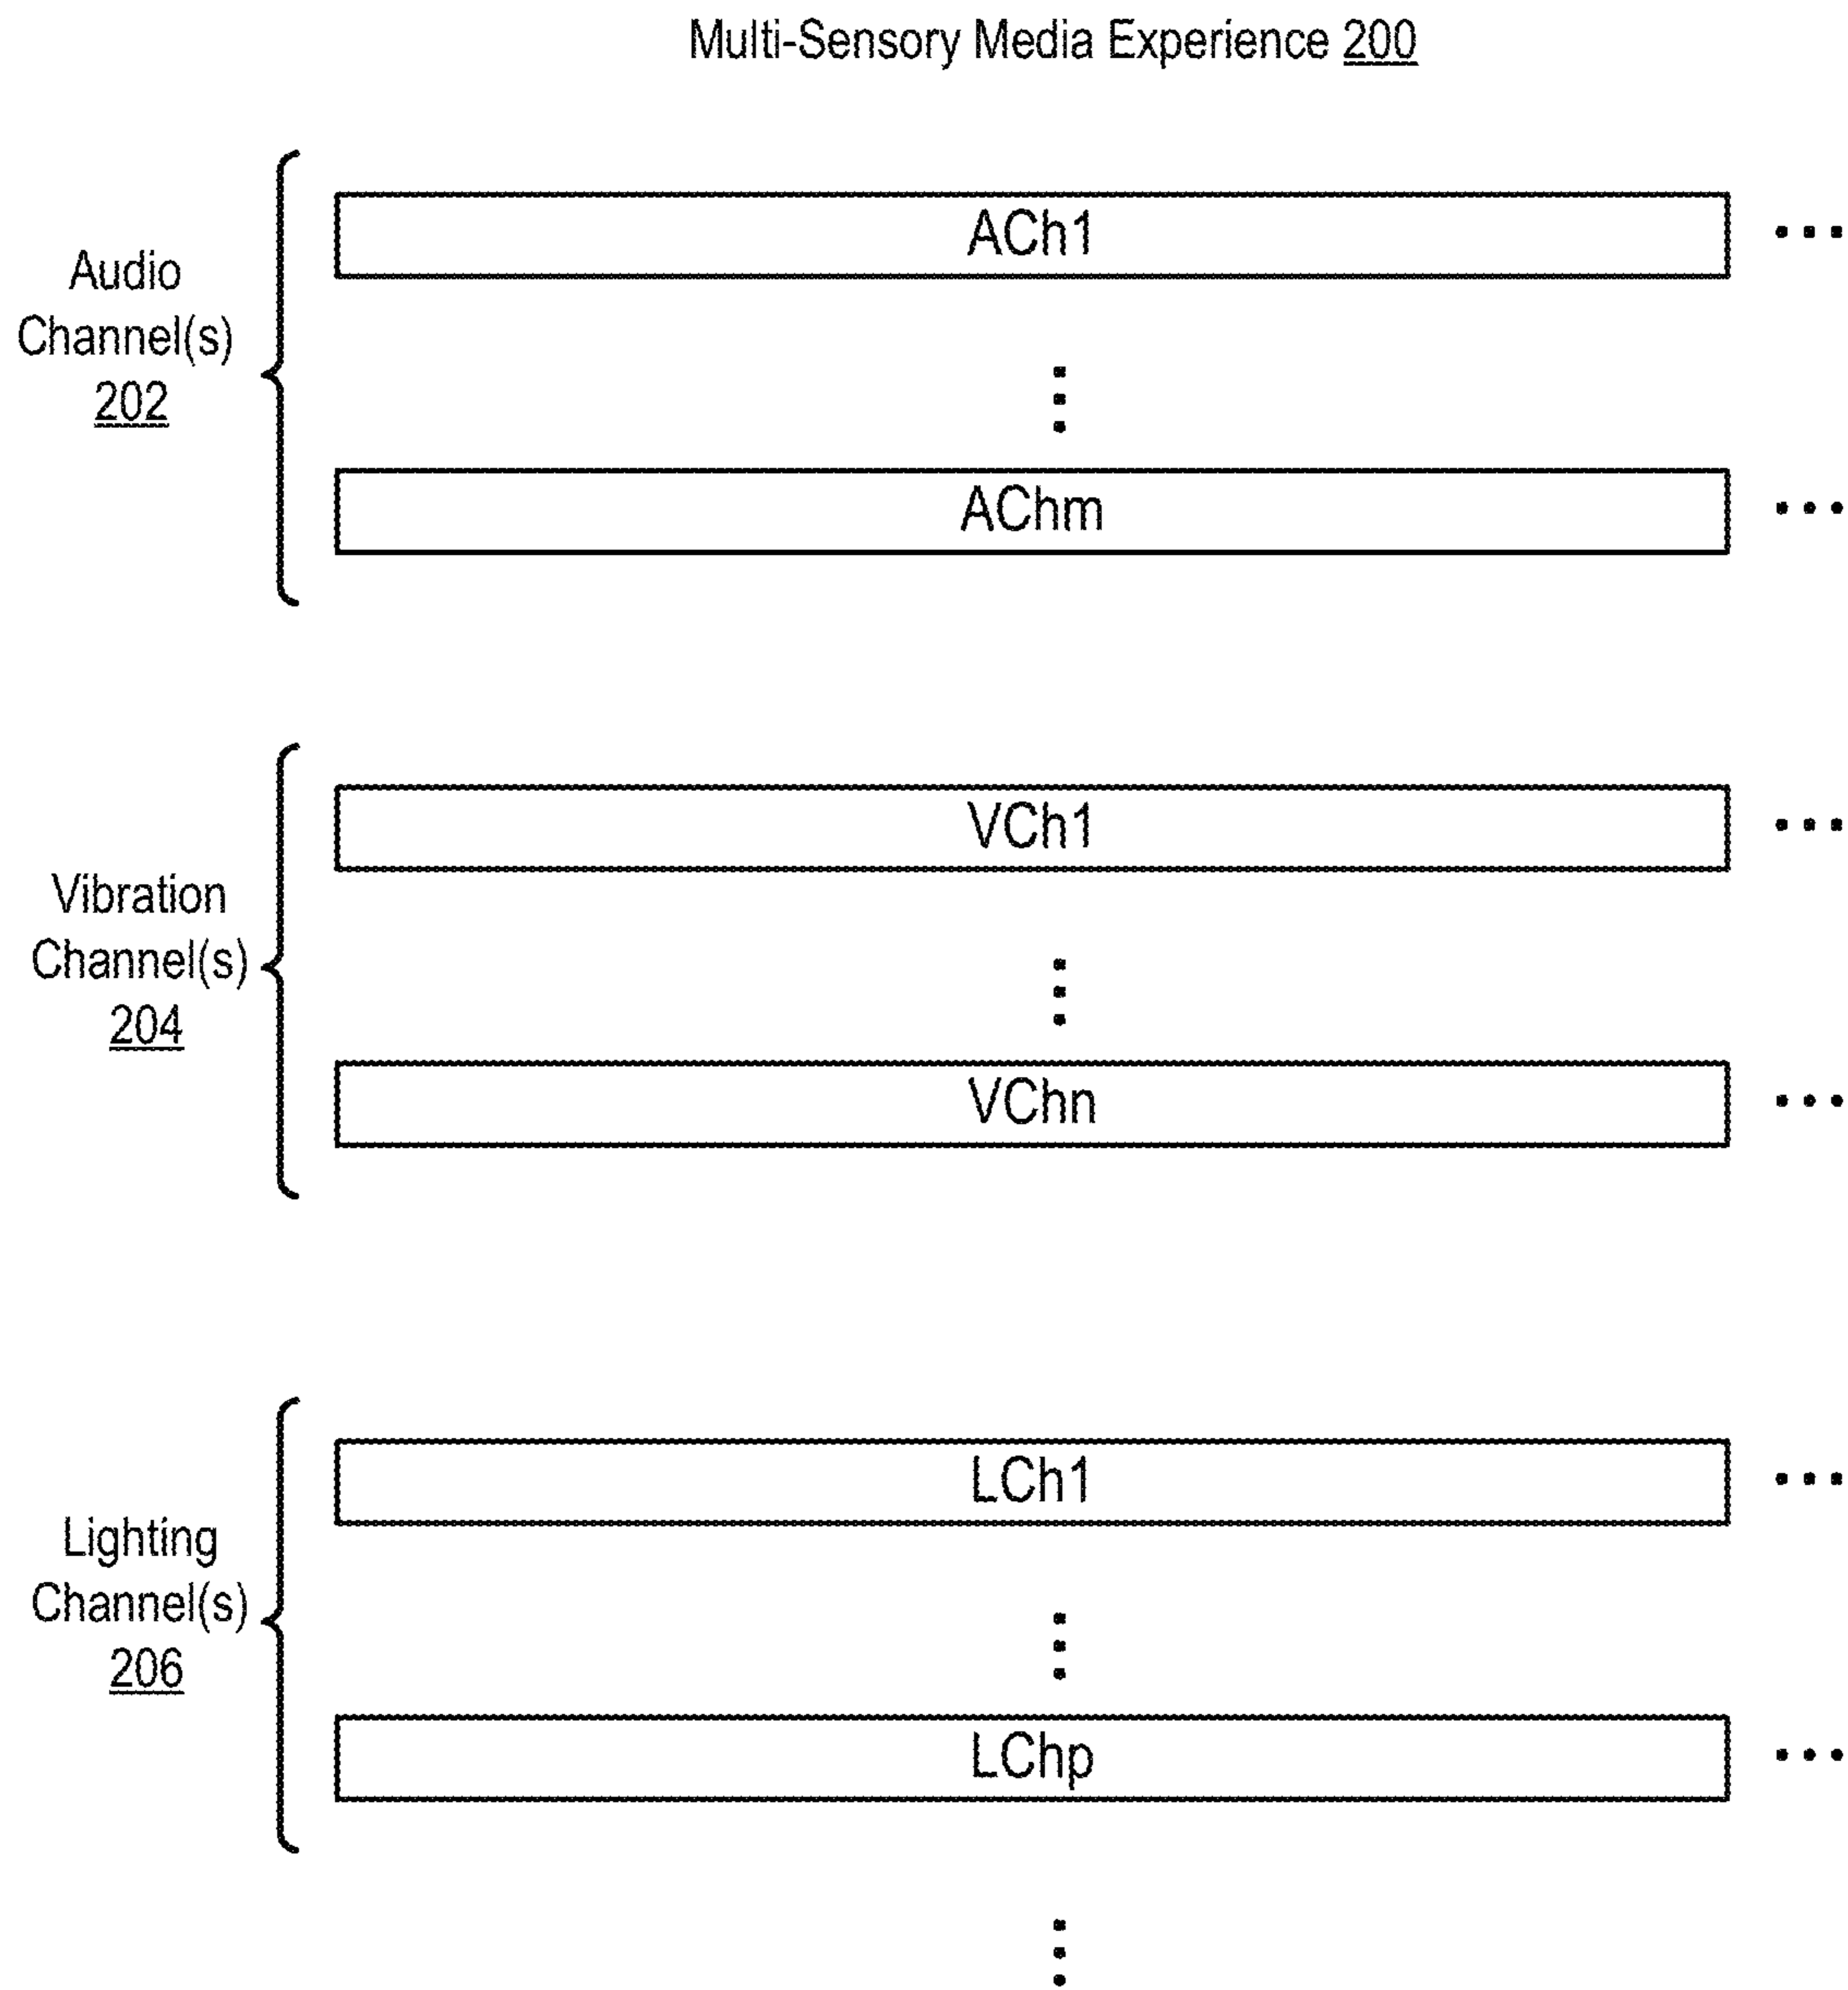 Multi-Sensory Media Experience 200
Audio
Channel(s)
202
ACh1
AChm
Vibration
Channel(s)
204
VCh1
VChn
Lighting
Channel(s)
206
LCh1
LChp